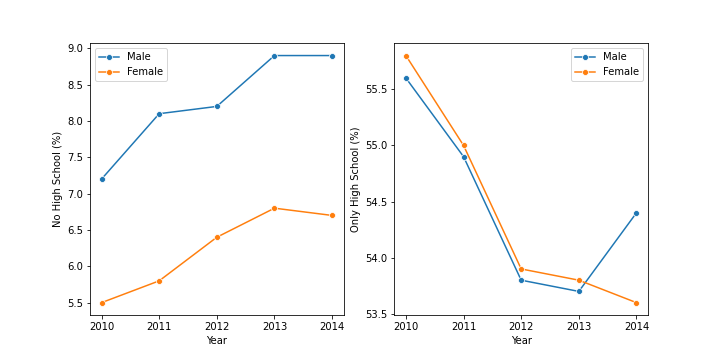 No High School (%)
9.0
8.5
8.0
7.5
7.0
6.5
6.0
5.5
Male
Female
2010 2011 2012 2013 2014
Year
Only High School (%)
55.5
55.0
54.5
54.0
53.5
Male
Female
2010 2011 2012 2013 2014
Year